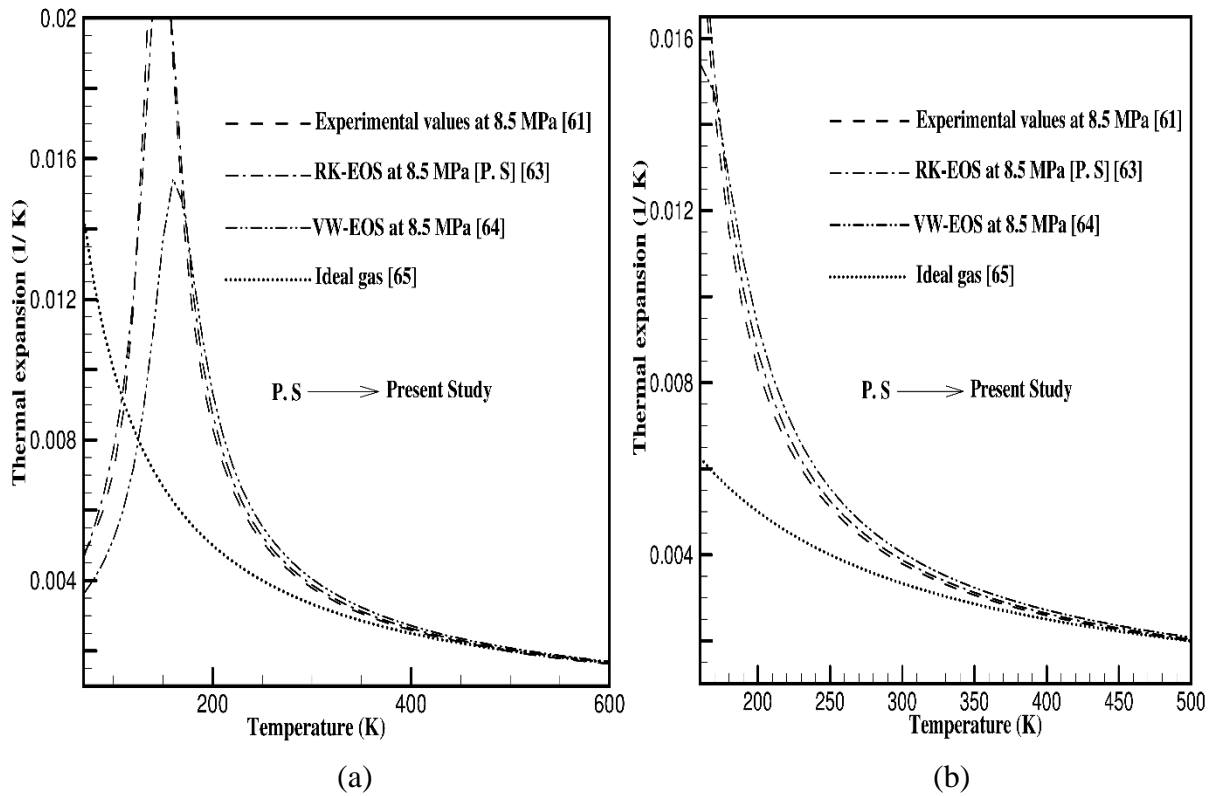 0.02
0.016
0.012
0.008
0.004
Thermal expansion (1/ K)
Experimental values at 8.5 MPa [61]
RK-EOS at 8.5 MPa [P. S] [63]
VW-EOS at 8.5 MPa [64]
Ideal gas [65]
P. S Present Study
200 400 600
Temperature (K)
(a)
0.016
0.012
0.008
0.004
Thermal expansion (1/ K)
Experimental values at 8.5 MPa [61]
RK-EOS at 8.5 MPa [P. S] [63]
VW-EOS at 8.5 MPa [64]
Ideal gas [65]
P. S Present Study
200 250 300 350 400 450 500
Temperature (K)
(b)